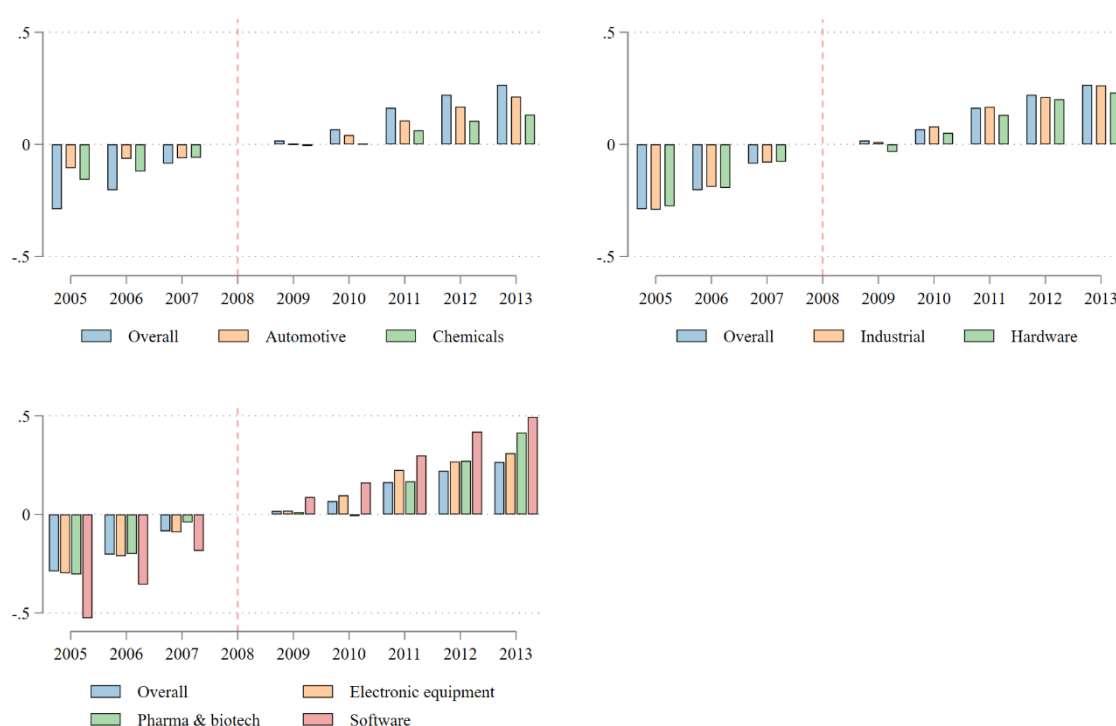 .5
0
-.5
2005 2006 2007 2008 2009 2010 2011 2012 2013
Overall Automotive Chemicals
.5
0
-.5
2005 2006 2007 2008 2009 2010 2011 2012 2013
Overall Industrial Hardware
.5
0
-.5
2005 2006 2007 2008 2009 2010 2011 2012 2013
Overall Electronic equipment
Pharma & biotech Software